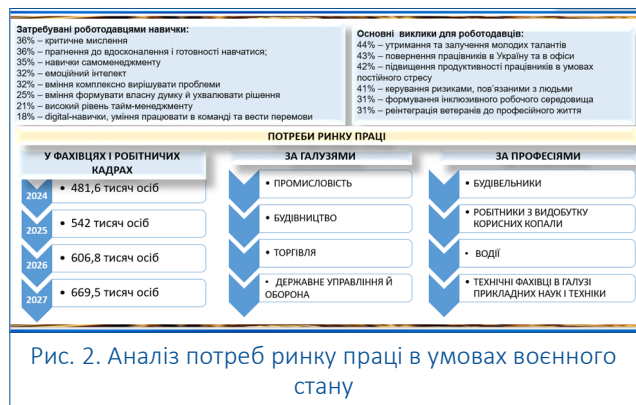 Затребувані роботодавцями навички:
36% – критичне мислення
36% – прагнення до вдосконалення і готовності навчатися;
35% – навички самоменеджменту
32% – емоційний інтелект
32% – вміння комплексно вирішувати проблеми
25% – вміння формувати власну думку й ухвалювати рішення
21% – високий рівень тайм-менеджменту
18% – digital-навички, уміння працювати в команді та вести перемови
Основні виклики для роботодавців:
44% – утримання та залучення молодих талантів
43% – повернення працівників в Україну та в офіси
42% – підвищення продуктивності працівників в умовах
постійного стресу
41% – керування ризиками, пов'язаними з людьми
31% – формування інклюзивного робочого середовища
31% – реінтеграція ветеранів до професійного життя
ПОТРЕБИ РИНКУ ПРАЦІ
У ФАХІВЦЯХ І РОБІТНИЧИХ
КАДРАХ
2024 • 481,6 тисяч осіб
2025 • 542 тисяч осіб
2026 • 606,8 тисяч осіб
2027 • 669,5 тисяч осіб
ЗА ГАЛУЗЯМИ
• ПРОМИСЛОВІСТЬ
• БУДІВНИЦТВО
• ТОРГІВЛЯ
• ДЕРЖАВНЕ УПРАВЛІННЯ Й
ОБОРОНА
ЗА ПРОФЕСІЯМИ
• БУДІВЕЛЬНИКИ
• РОБІТНИКИ З ВИДОБУТКУ
КОРИСНИХ КОПАЛИ
• ВОДІЇ
• ТЕХНІЧНІ ФАХІВЦІ В ГАЛУЗІ
ПРИКЛАДНИХ НАУК І ТЕХНІКИ
Рис. 2. Аналіз потреб ринку праці в умовах воєнного
стану